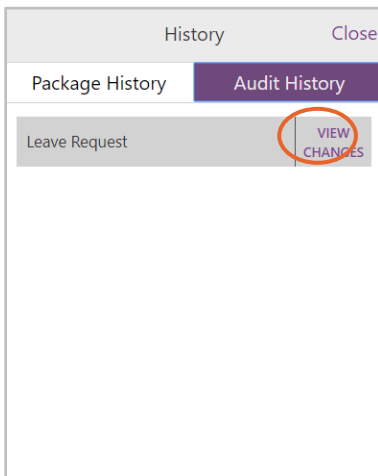 History Close
Package History Audit History
Leave Request
VIEW
CHANGES